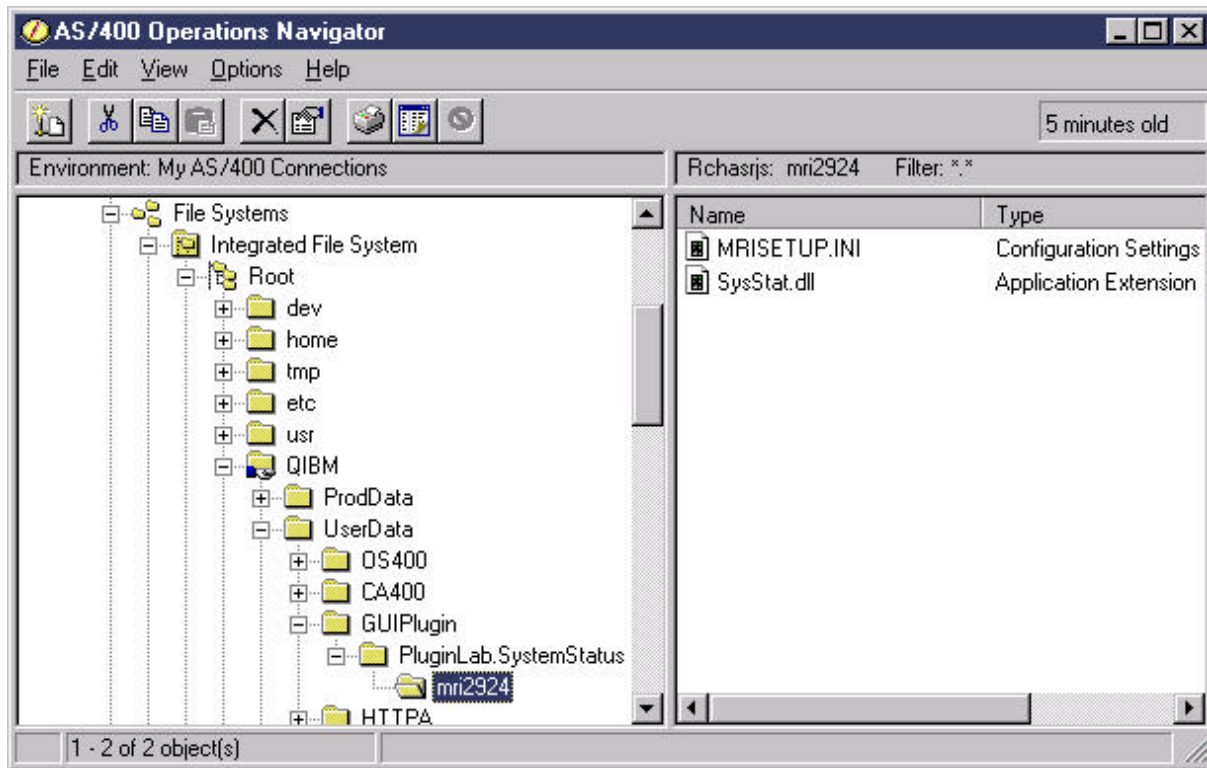 AS/400 Operations Navigator
File Edit View Options Help
5 minutes old
Environment: My AS/400 Connections
Rchasrjs: mri2924 Filter: *.*
File Systems
Integrated File System
Root
dev
home
tmp
etc
usr
QIBM
ProdData
UserData
OS400
CA400
GUIPlugin
PluginLab.SystemStatus
mri2924
HTTPA
Name Type
MRISETUP.INI Configuration Settings
SysStat.dll Application Extension
1 - 2 of 2 object(s)